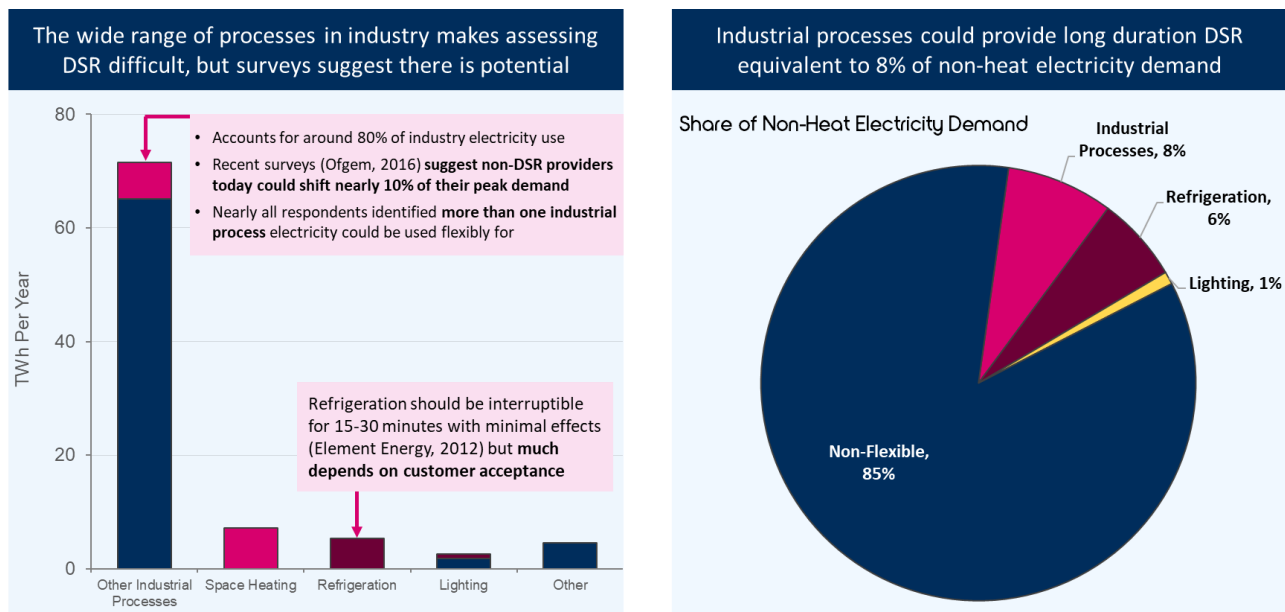 The wide range of processes in industry makes assessing
DSR difficult, but surveys suggest there is potential
80
60
40
20
0
TWh Per Year
• Accounts for around 80% of industry electricity use
• Recent surveys (Ofgem, 2016) suggest non-DSR providers
today could shift nearly 10% of their peak demand
• Nearly all respondents identified more than one industrial
process electricity could be used flexibly for
Refrigeration should be interruptible
for 15-30 minutes with minimal effects
(Element Energy, 2012) but much
depends on customer acceptance
Other Industrial
Processes
Space Heating
Refrigeration
Lighting
Other
Industrial processes could provide long duration DSR
equivalent to 8% of non-heat electricity demand
Share of Non-Heat Electricity Demand
Industrial
Processes, 8%
Refrigeration,
6%
Lighting, 1%
Non-Flexible,
85%